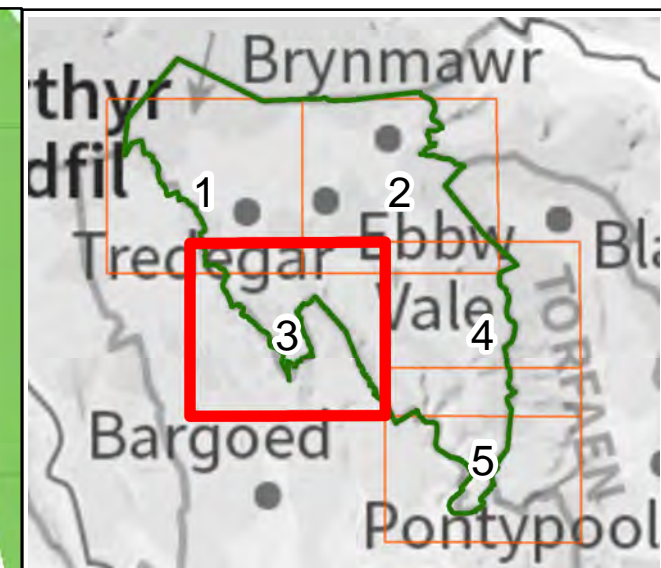 Brynmawr
rthyr
dfil
1
2
Tredegar
Ebbw
Vale
Bla
3
4
TORFAEN
Bargoed
5
Pontypool